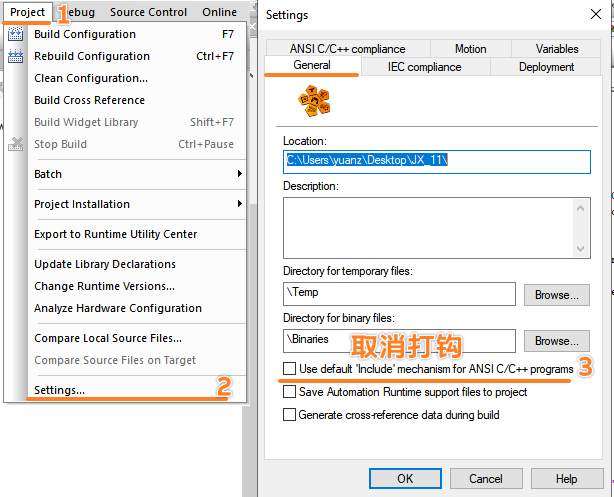 Project 1 Debug Source Control Online
Build Configuration F7
Rebuild Configuration Ctrl+F7
Clean Configuration...
Build Cross Reference
Build Widget Library Shift+F7
Stop Build Ctrl+Pause
Batch
Project Installation
Export to Runtime Utility Center
Update Library Declarations
Change Runtime Versions...
Analyze Hardware Configuration
Compare Local Source Files...
Compare Source Files on Target
Settings... 2
Settings
ANSI C/C++ compliance Motion Variables
General IEC compliance Deployment
Location:
C:\Users\yuanz\Desktop\JX_11\
Description:
Directory for temporary files:
\Temp Browse...
Directory for binary files:
\Binaries Browse...
取消打钩
Use default 'Include' mechanism for ANSI C/C++ programs 3
Save Automation Runtime support files to project
Generate cross-reference data during build
OK Cancel Help